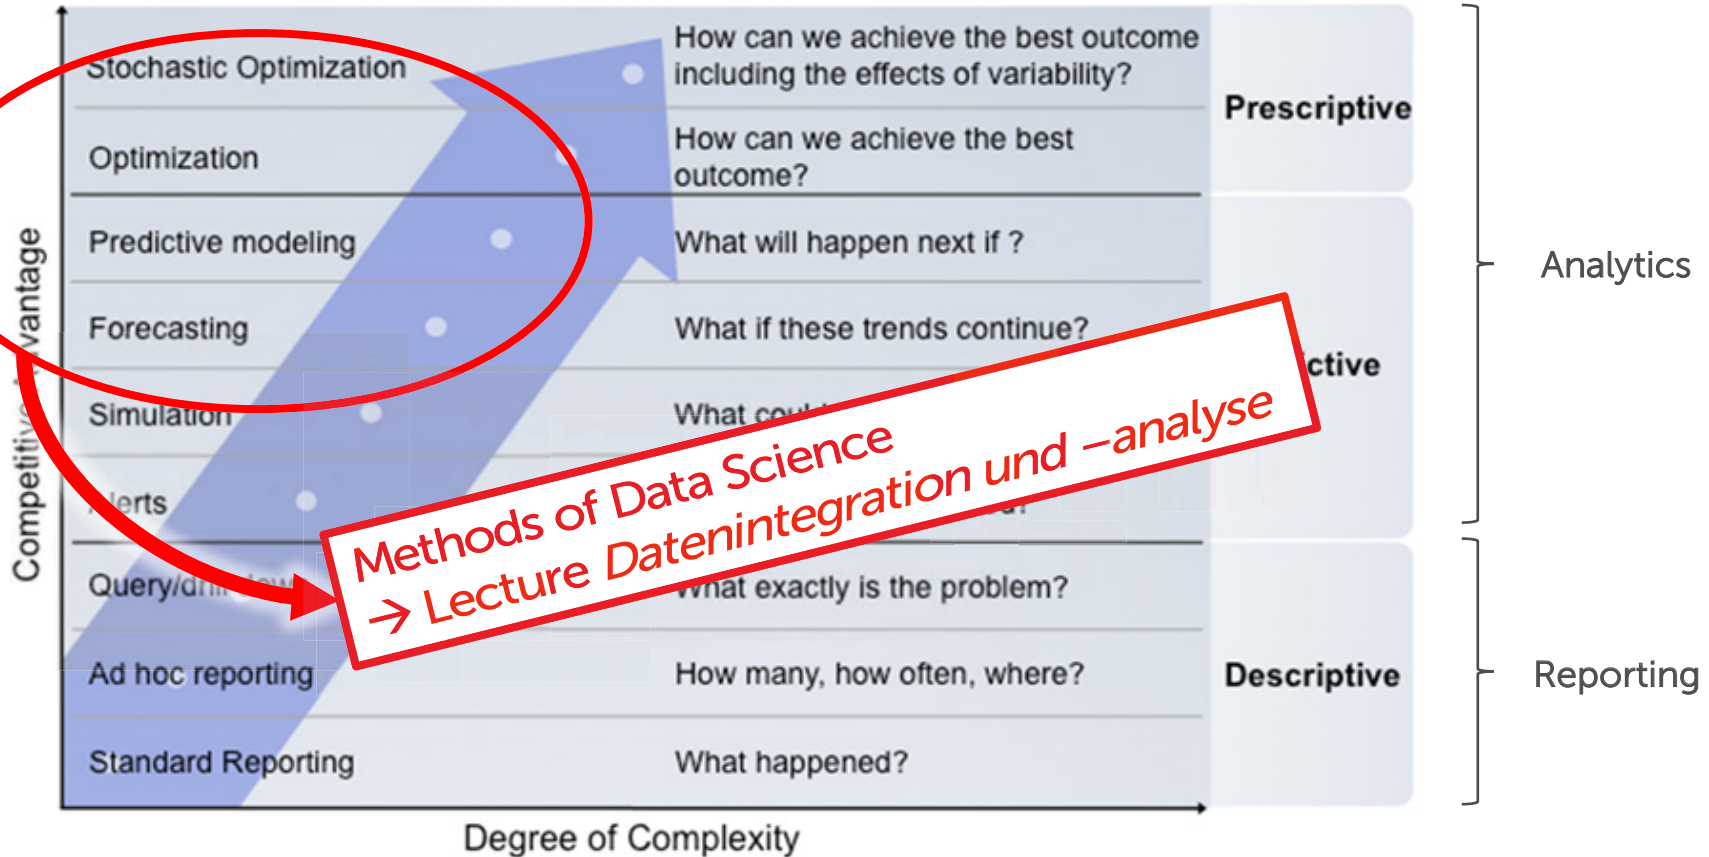 Stochastic Optimization
How can we achieve the best outcome
including the effects of variability?
Prescriptive
Optimization
How can we achieve the best
outcome?
Predictive modeling
What will happen next if ?
Analytics
Forecasting
What if these trends continue?
Simulation
What
Methods of Data Science
→ Lecture Datenintegration und –analyse
What exactly is the problem?
Ad hoc reporting
How many, how often, where?
Descriptive
Reporting
Standard Reporting
What happened?
Competitive Advantage
Degree of Complexity